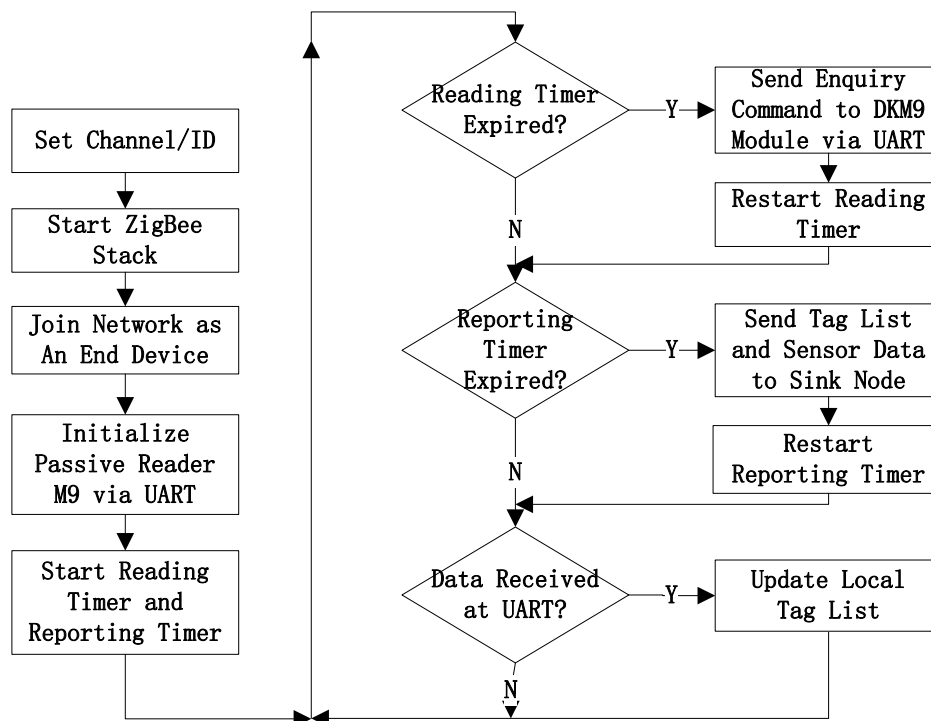 Set Channel/ID
Start ZigBee
Stack
Join Network as
An End Device
Initialize
Passive Reader
M9 via UART
Start Reading
Timer and
Reporting Timer
Reading Timer
Expired?
Y
Send Enquiry
Command to DKM9
Module via UART
Restart Reading
Timer
N
Reporting
Timer
Expired?
Y
Send Tag List
and Sensor Data
to Sink Node
Restart
Reporting Timer
N
Data Received
at UART?
Y
Update Local
Tag List
N